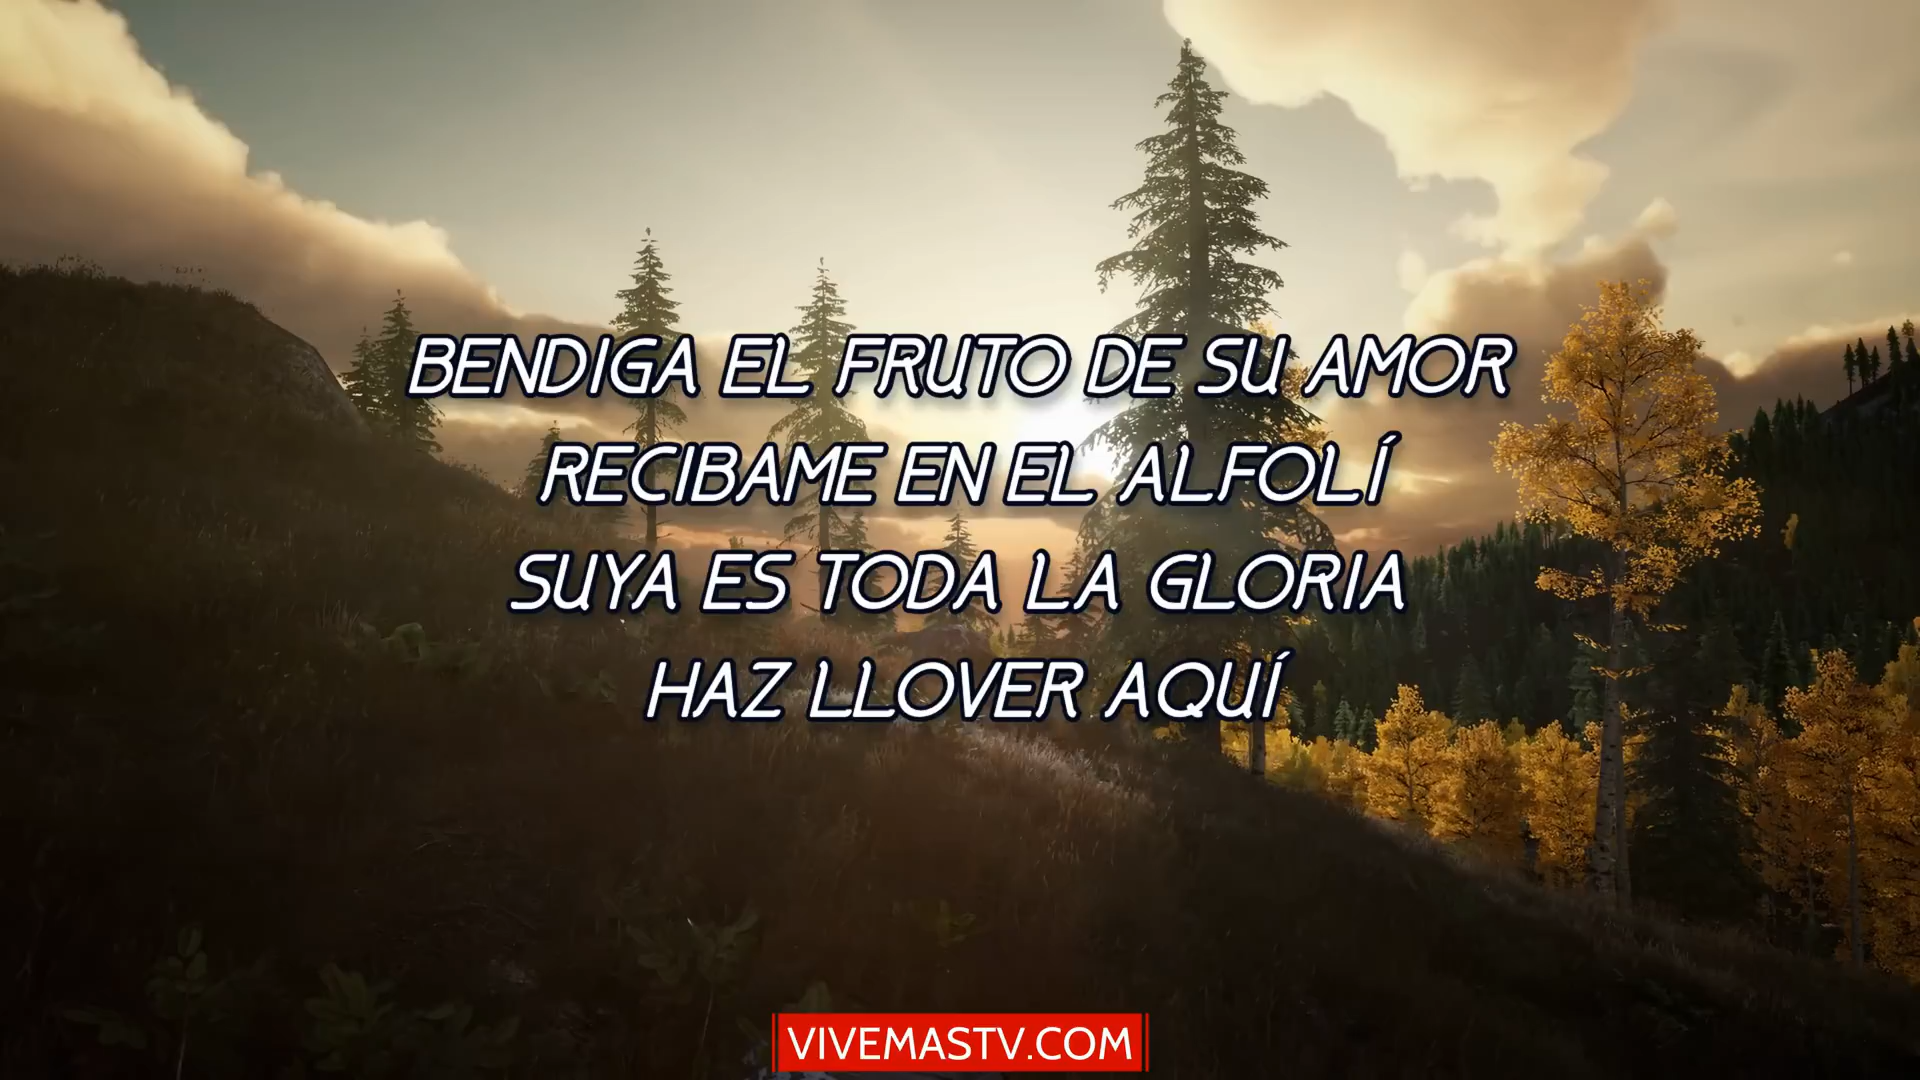 BENDIGA EL FRUTO DE SU AMOR
RECIBAME EN EL ALFOLÍ
SUYA ES TODA LA GLORIA
HAZ LLOVER AQUÍ
VIVEMASTV.COM